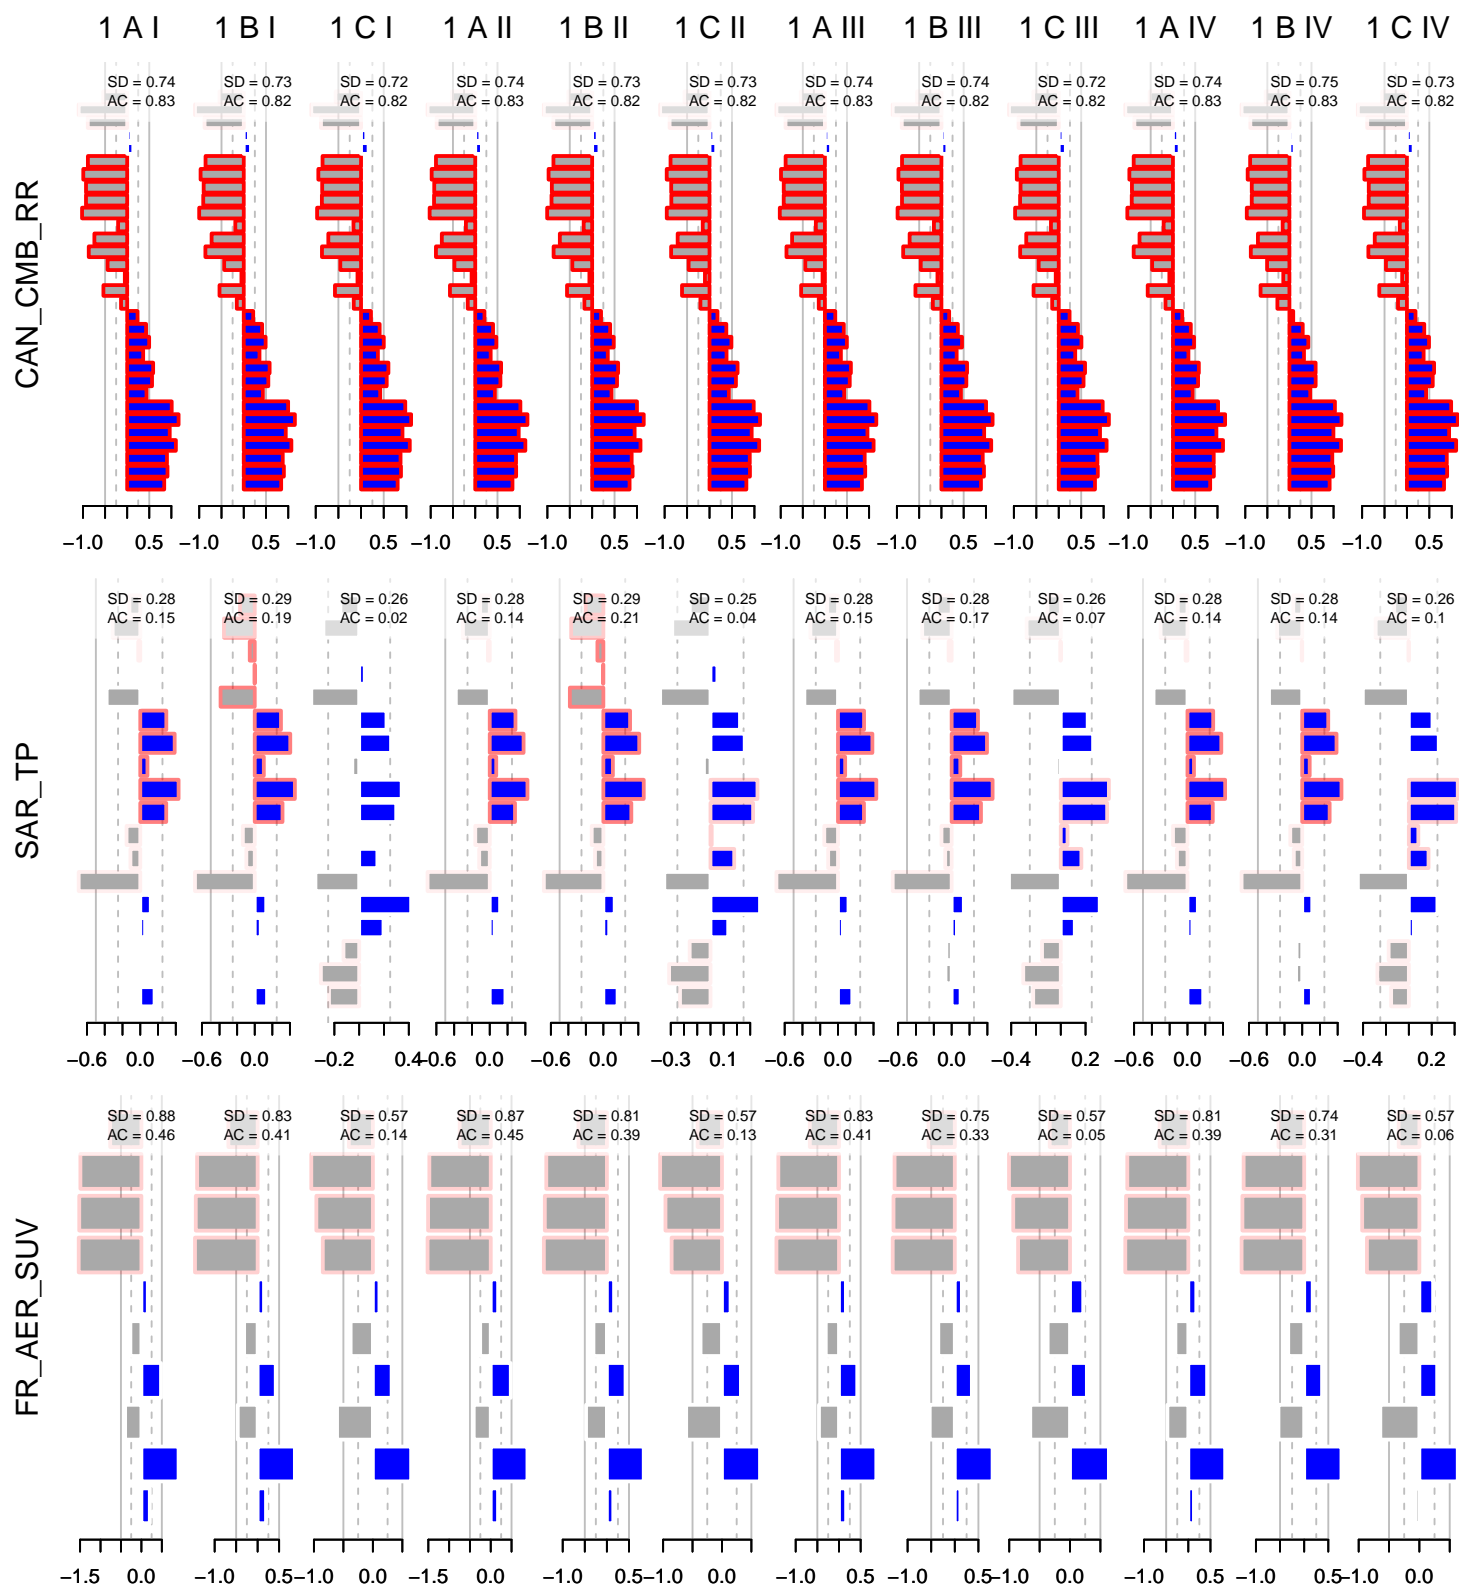 1 A I 1 B I 1 C I 1 A II 1 B II 1 C II 1 A III 1 B III 1 C III 1 A IV 1 B IV 1 C IV
CAN_CMB_RR
SD = 0.74 SD = 0.73 SD = 0.72 SD = 0.74 SD = 0.73 SD = 0.73 SD = 0.74 SD = 0.74 SD = 0.72 SD = 0.74 SD = 0.75 SD = 0.73
AC = 0.83 AC = 0.82 AC = 0.82 AC = 0.83 AC = 0.82 AC = 0.82 AC = 0.83 AC = 0.82 AC = 0.82 AC = 0.83 AC = 0.83 AC = 0.82
−1.0 0.5 −1.0 0.5 −1.0 0.5 −1.0 0.5 −1.0 0.5 −1.0 0.5 −1.0 0.5 −1.0 0.5 −1.0 0.5 −1.0 0.5 −1.0 0.5 −1.0 0.5
SAR_TP
SD = 0.28 SD = 0.29 SD = 0.26 SD = 0.28 SD = 0.29 SD = 0.25 SD = 0.28 SD = 0.28 SD = 0.26 SD = 0.28 SD = 0.28 SD = 0.26
AC = 0.15 AC = 0.19 AC = 0.02 AC = 0.14 AC = 0.21 AC = 0.04 AC = 0.15 AC = 0.17 AC = 0.07 AC = 0.14 AC = 0.14 AC = 0.1
−0.6 0.0 −0.6 0.0 −0.2 0.4 −0.6 0.0 −0.6 0.0 −0.3 0.1 −0.6 0.0 −0.6 0.0 −0.4 0.2 −0.6 0.0 −0.6 0.0 −0.4 0.2
FR_AER_SUV
SD = 0.88 SD = 0.83 SD = 0.57 SD = 0.87 SD = 0.81 SD = 0.57 SD = 0.83 SD = 0.75 SD = 0.57 SD = 0.81 SD = 0.74 SD = 0.57
AC = 0.46 AC = 0.41 AC = 0.14 AC = 0.45 AC = 0.39 AC = 0.13 AC = 0.41 AC = 0.33 AC = 0.05 AC = 0.39 AC = 0.31 AC = 0.06
−1.5 0.0 −1.0 0.5 −1.0 0.0 −1.5 0.0 −1.0 0.5 −1.0 0.0 −1.0 0.5 −1.0 0.5 −1.0 0.0 −1.0 0.5 −1.0 0.5 −1.0 0.5